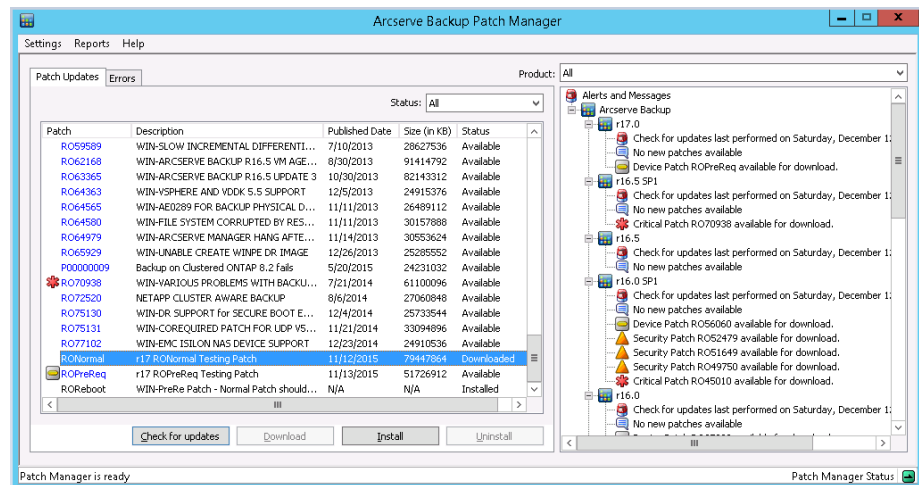 Arcserve Backup Patch Manager
Settings Reports Help
Patch Updates Errors
Product: All
Status: All
Patch Description Published Date Size (in KB) Status
RO59589 WIN-SLOW INCREMENTAL DIFFERENTI... 7/10/2013 28627536 Available
RO62168 WIN-ARCSERVE BACKUP R16.5 VM AGE... 8/30/2013 91414792 Available
RO63365 WIN-ARCSERVE BACKUP R16.5 UPDATE 3 10/30/2013 82143312 Available
RO64363 WIN-VSPHERE AND VDDK 5.5 SUPPORT 12/5/2013 24915376 Available
RO64565 WIN-AE0289 FOR BACKUP PHYSICAL D... 11/11/2013 26489112 Available
RO64580 WIN-FILE SYSTEM CORRUPTED BY RES... 11/11/2013 30157888 Available
RO64979 WIN-ARCSERVE MANAGER HANG AFTE... 11/14/2013 30553624 Available
RO65929 WIN-UNABLE CREATE WINPE DR IMAGE 12/26/2013 25285552 Available
P00000009 Backup on Clustered ONTAP 8.2 fails 5/20/2015 24231032 Available
RO70938 WIN-VARIOUS PROBLEMS WITH BACKU... 7/21/2014 61100096 Available
RO72520 NETAPP CLUSTER AWARE BACKUP 8/6/2014 27060848 Available
RO75130 WIN-DR SUPPORT for SECURE BOOT E... 12/4/2014 25733544 Available
RO75131 WIN-COREQUIRED PATCH FOR UDP V5... 11/21/2014 33094896 Available
RO77102 WIN-EMC ISILON NAS DEVICE SUPPORT 12/23/2014 24910536 Available
RONormal r17 RONormal Testing Patch 11/12/2015 79447864 Downloaded
ROPreReq r17 ROPreReq Testing Patch 11/13/2015 51726912 Available
ROReboot WIN-PreRe Patch - Normal Patch should... N/A N/A Installed
Check for updates Download Install Uninstall
Alerts and Messages
Arcserve Backup
r17.0
Check for updates last performed on Saturday, December 1
No new patches available
Device Patch ROPreReq available for download.
r16.5 SP1
Check for updates last performed on Saturday, December 1
No new patches available
Critical Patch RO70938 available for download.
r16.5
Check for updates last performed on Saturday, December 1
No new patches available
r16.0 SP1
Check for updates last performed on Saturday, December 1
No new patches available
Device Patch RO56060 available for download.
Security Patch RO52479 available for download.
Security Patch RO51649 available for download.
Security Patch RO49750 available for download.
Critical Patch RO45010 available for download.
r16.0
Check for updates last performed on Saturday, December 1
No new patches available
Patch Manager is ready
Patch Manager Status